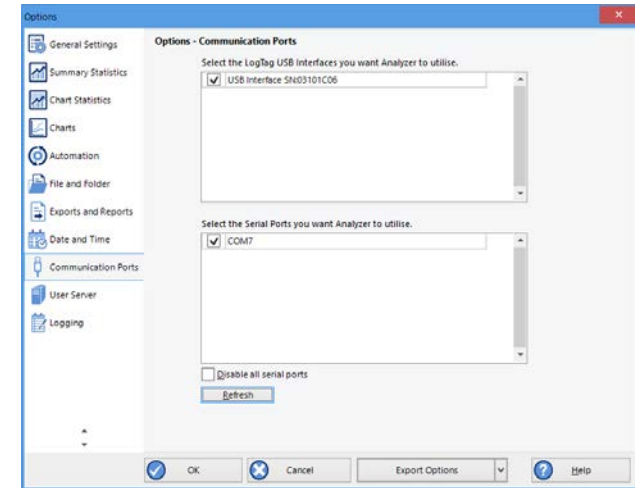 Options
General Settings
Summary Statistics
Chart Statistics
Charts
Automation
File and Folder
Exports and Reports
Date and Time
Communication Ports
User Server
Logging
Options - Communication Ports
Select the LogTag USB Interfaces you want Analyzer to utilise.
USB Interface SN:03101C06
Select the Serial Ports you want Analyzer to utilise.
COM7
Disable all serial ports
Refresh
OK
Cancel
Export Options
Help